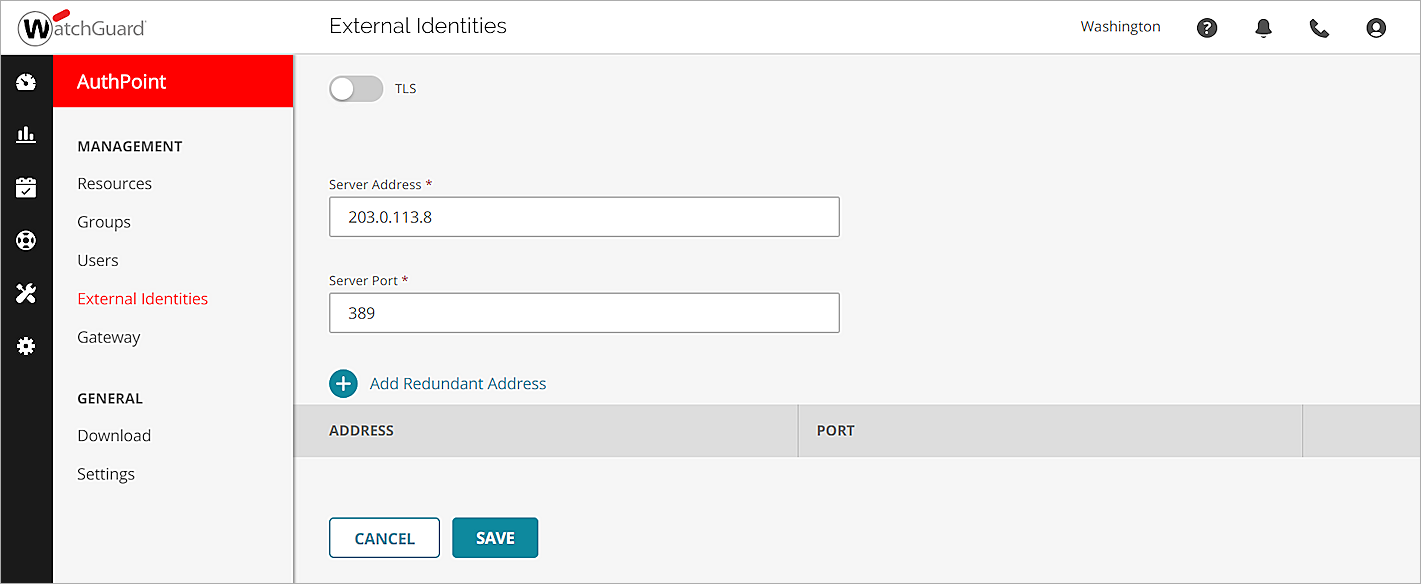 WatchGuard
External Identities
Washington
AuthPoint
TLS
MANAGEMENT
Resources
Groups
Users
External Identities
Gateway
GENERAL
Download
Settings
Server Address *
203.0.113.8
Server Port *
389
Add Redundant Address
ADDRESS
PORT
CANCEL
SAVE